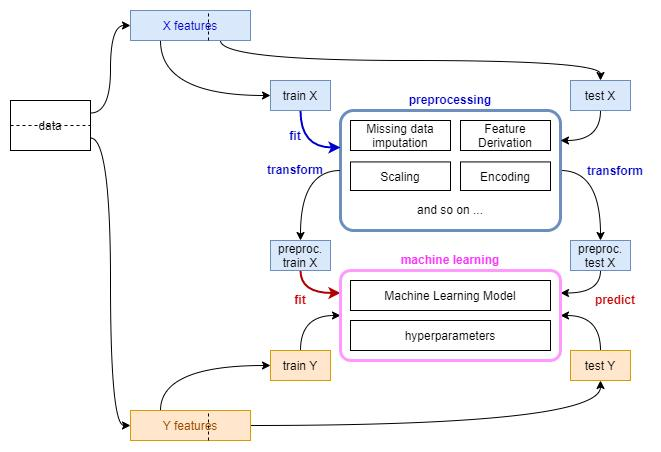 X features
data
train X
test X
preprocessing
fit
Missing data
imputation
Feature
Derivation
transform
Scaling
Encoding
transform
and so on ...
preproc.
train X
preproc.
test X
machine learning
fit
Machine Learning Model
predict
hyperparameters
train Y
test Y
Y features